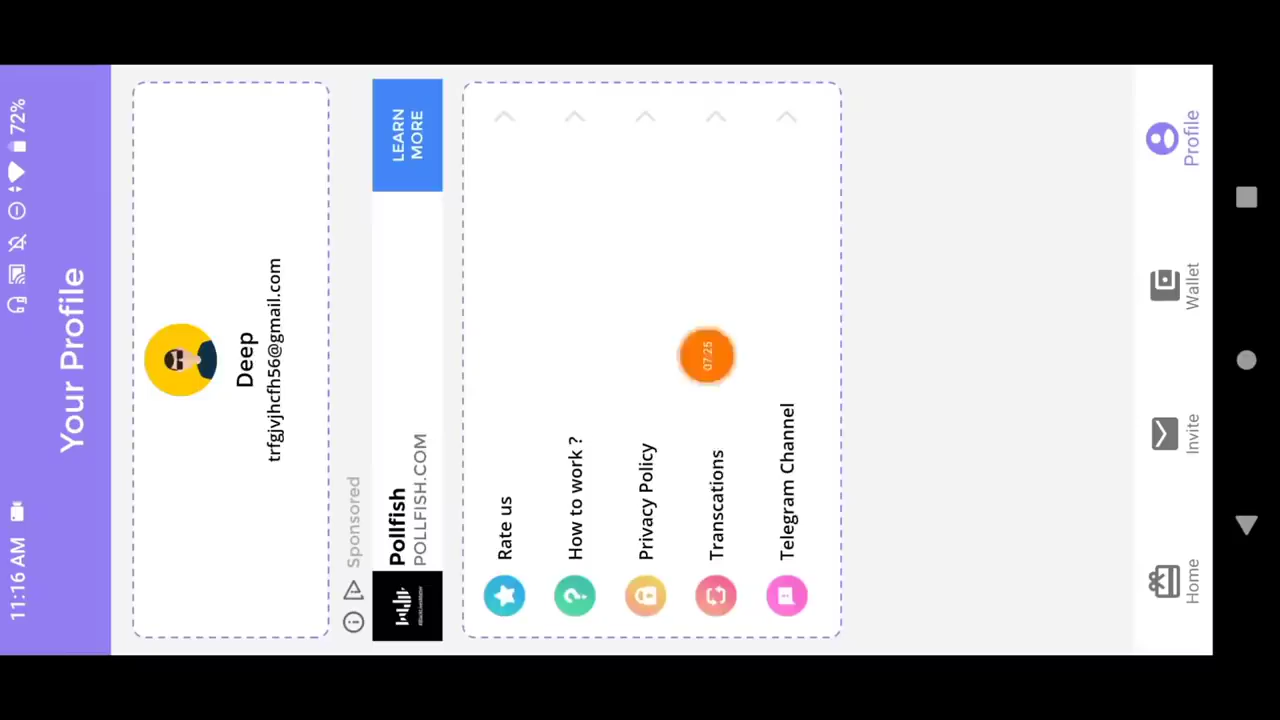 11:16 AM
72%
Your Profile
Deep
trfgjvjhcfh56@gmail.com
Sponsored
Pollfish
POLLFISH.COM
LEARN
MORE
Rate us
How to work ?
Privacy Policy
Transcations
Telegram Channel
07:25
Home
Invite
Wallet
Profile